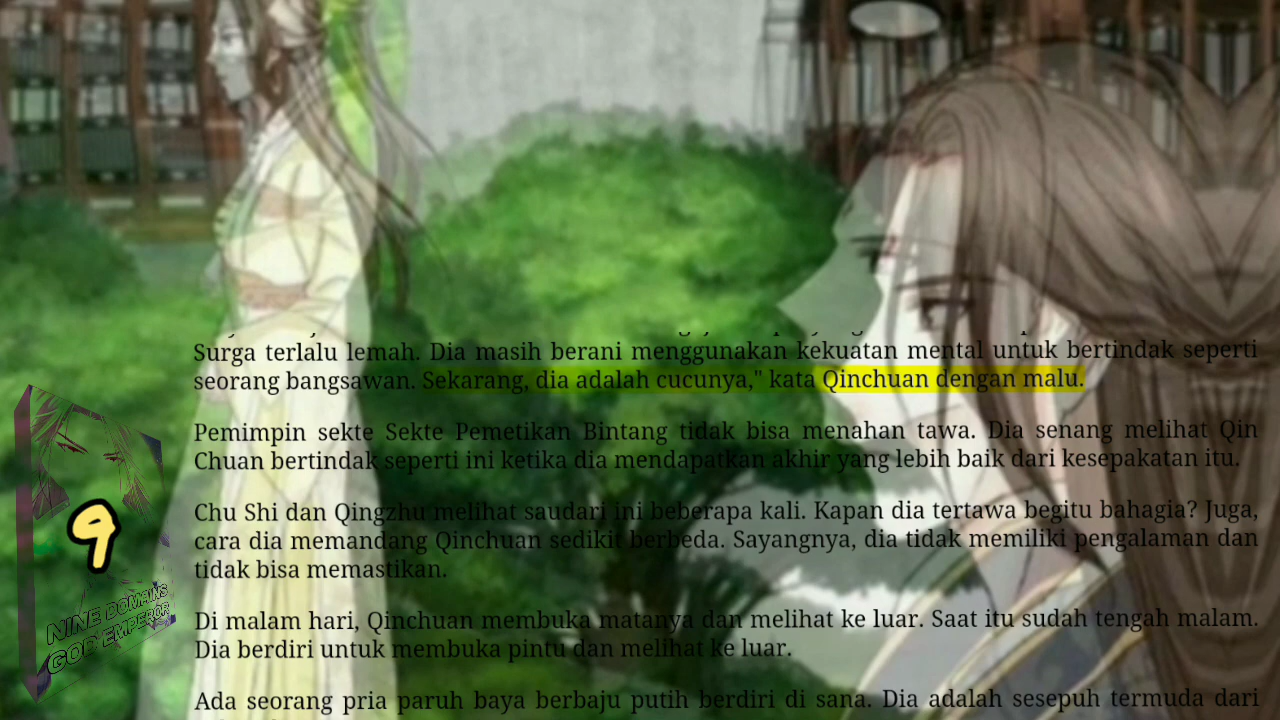 Surga terlalu lemah. Dia masih berani menggunakan kekuatan mental untuk bertindak seperti
seorang bangsawan. Sekarang, dia adalah cucunya," kata Qinchuan dengan malu.
Pemimpin sekte Sekte Pemetikan Bintang tidak bisa menahan tawa. Dia senang melihat Qin
Chuan bertindak seperti ini ketika dia mendapatkan akhir yang lebih baik dari kesepakatan itu.
Chu Shi dan Qingzhu melihat saudari ini beberapa kali. Kapan dia tertawa begitu bahagia? Juga,
cara dia memandang Qinchuan sedikit berbeda. Sayangnya, dia tidak memiliki pengalaman dan
tidak bisa memastikan.
Di malam hari, Qinchuan membuka matanya dan melihat ke luar. Saat itu sudah tengah malam.
Dia berdiri untuk membuka pintu dan melihat ke luar.
Ada seorang pria paruh baya berbaju putih berdiri di sana. Dia adalah sesepuh termuda dari
9
NINE DOMAINS
GOD EMPEROR